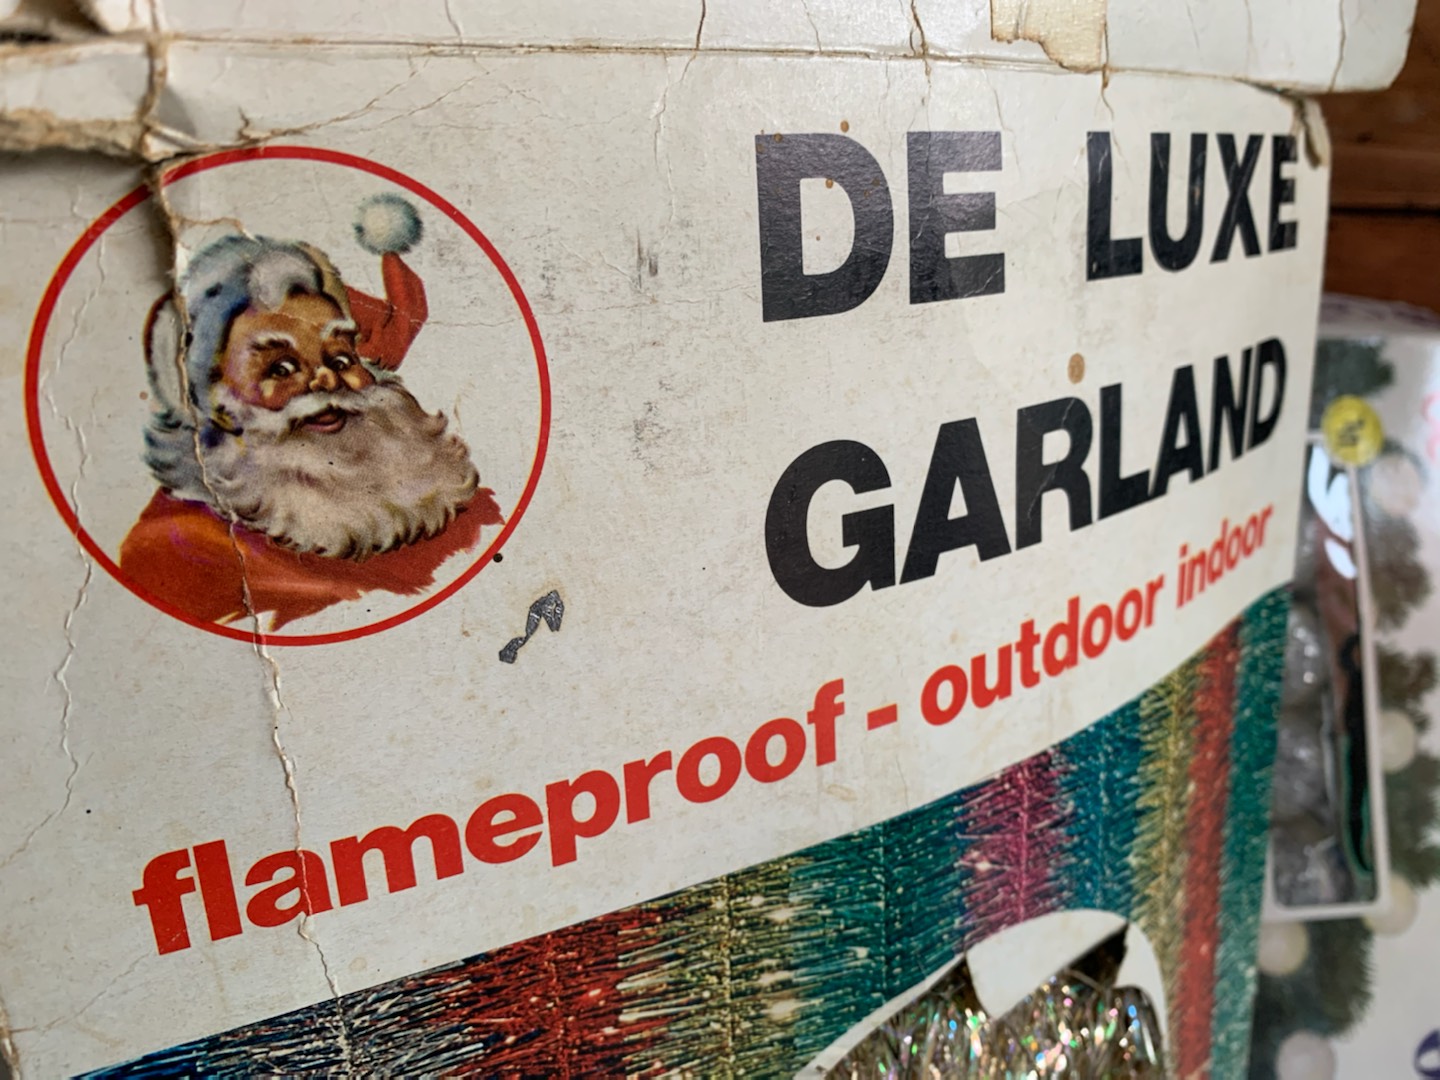 DE LUXE
GARLAND
flameproof - outdoor indoor